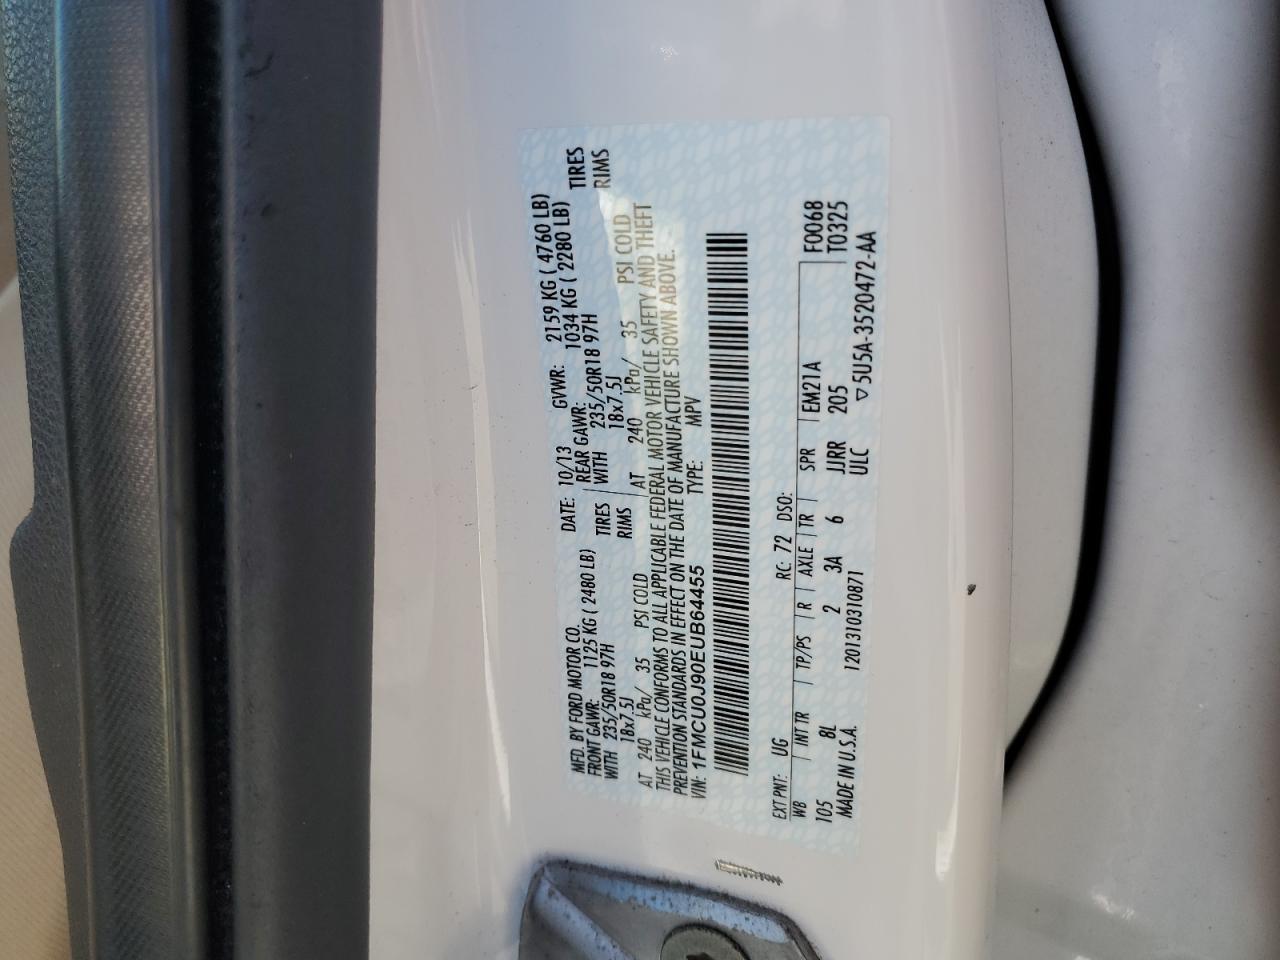 MFD. BY FORD MOTOR CO.
DATE: 10/13 GVWR: 2159 KG ( 4760 LB)
FRONT GAWR: 1125 KG ( 2480 LB) REAR GAWR: 1034 KG ( 2280 LB)
WITH 235/50R18 97H TIRES WITH 235/50R18 97H TIRES
18x7.5J RIMS 18x7.5J RIMS
AT 240 kPa/ 35 PSI COLD AT 240 kPa/ 35 PSI COLD
THIS VEHICLE CONFORMS TO ALL APPLICABLE FEDERAL MOTOR VEHICLE SAFETY AND THEFT
PREVENTION STANDARDS IN EFFECT ON THE DATE OF MANUFACTURE SHOWN ABOVE.
VIN: 1FMCU0J90EUB64455 TYPE: MPV
EXT PNT: UG RC: 72 DSO:
WB INT TR TP/PS R AXLE TR SPR EM21A F0068
105 8L 2 3A 6 JJRR 205 T0325
MADE IN U.S.A. 120131031087​1 ULC ▽5U5A-3520472-AA